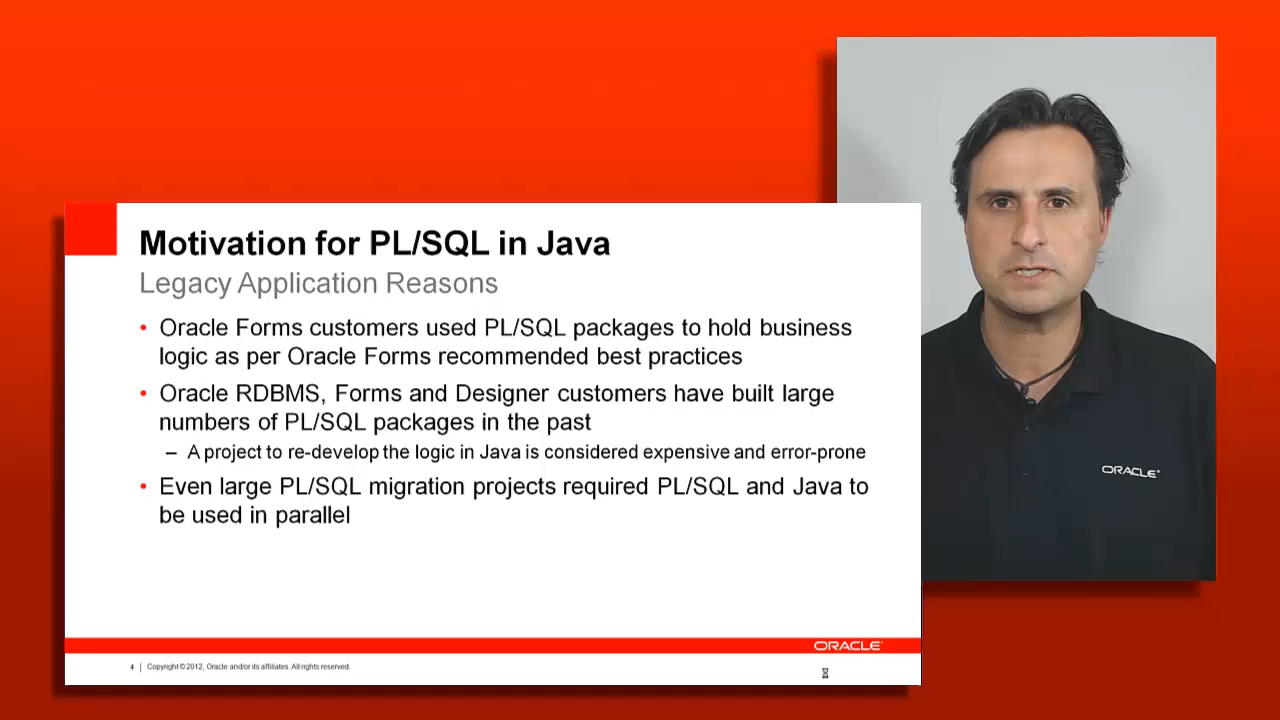 Motivation for PL/SQL in Java
Legacy Application Reasons
• Oracle Forms customers used PL/SQL packages to hold business
logic as per Oracle Forms recommended best practices
• Oracle RDBMS, Forms and Designer customers have built large
numbers of PL/SQL packages in the past
– A project to re-develop the logic in Java is considered expensive and error-prone
• Even large PL/SQL migration projects required PL/SQL and Java to
be used in parallel
ORACLE
ORACLE
4 | Copyright © 2012, Oracle and/or its affiliates. All rights reserved.